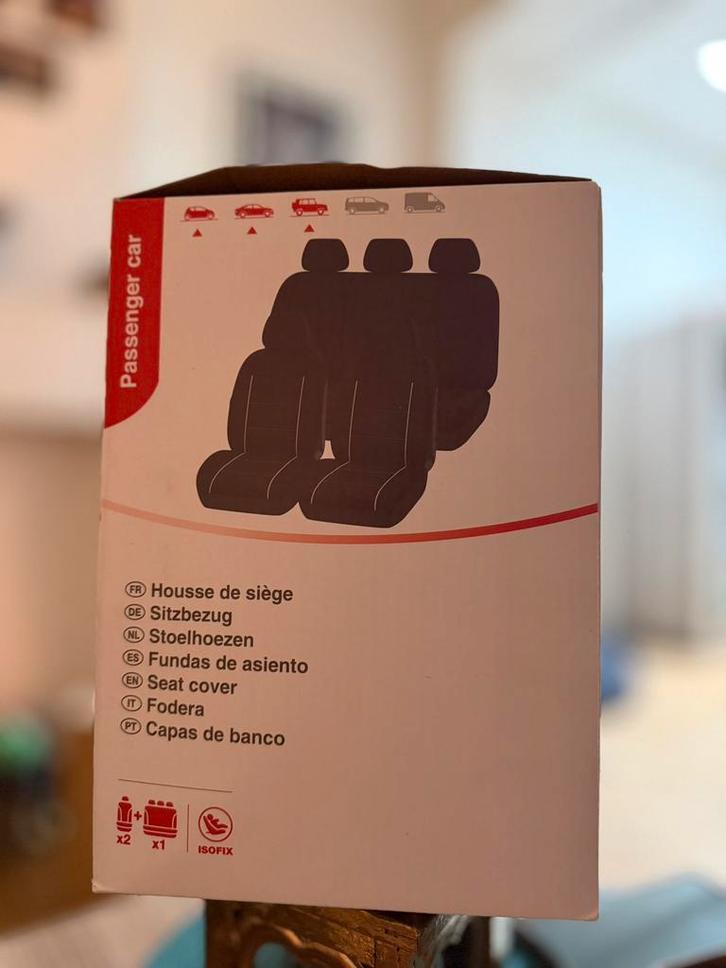 Passenger car
FR Housse de siège
DE Sitzbezug
NL Stoelhoezen
ES Fundas de asiento
EN Seat cover
IT Fodera
PT Capas de banco
+
x2 x1 ISOFIX